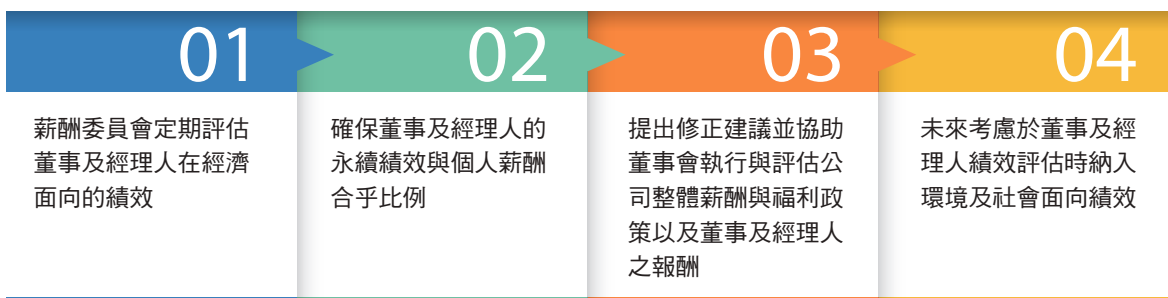 01
薪酬委員會定期評估
董事及經理人在經濟
面向的績效
02
確保董事及經理人的
永續績效與個人薪酬
合乎比例
03
提出修正建議並協助
董事會執行與評估公
司整體薪酬與福利政
策以及董事及經理人
之報酬
04
未來考慮於董事及經
理人績效評估時納入
環境及社會面向績效